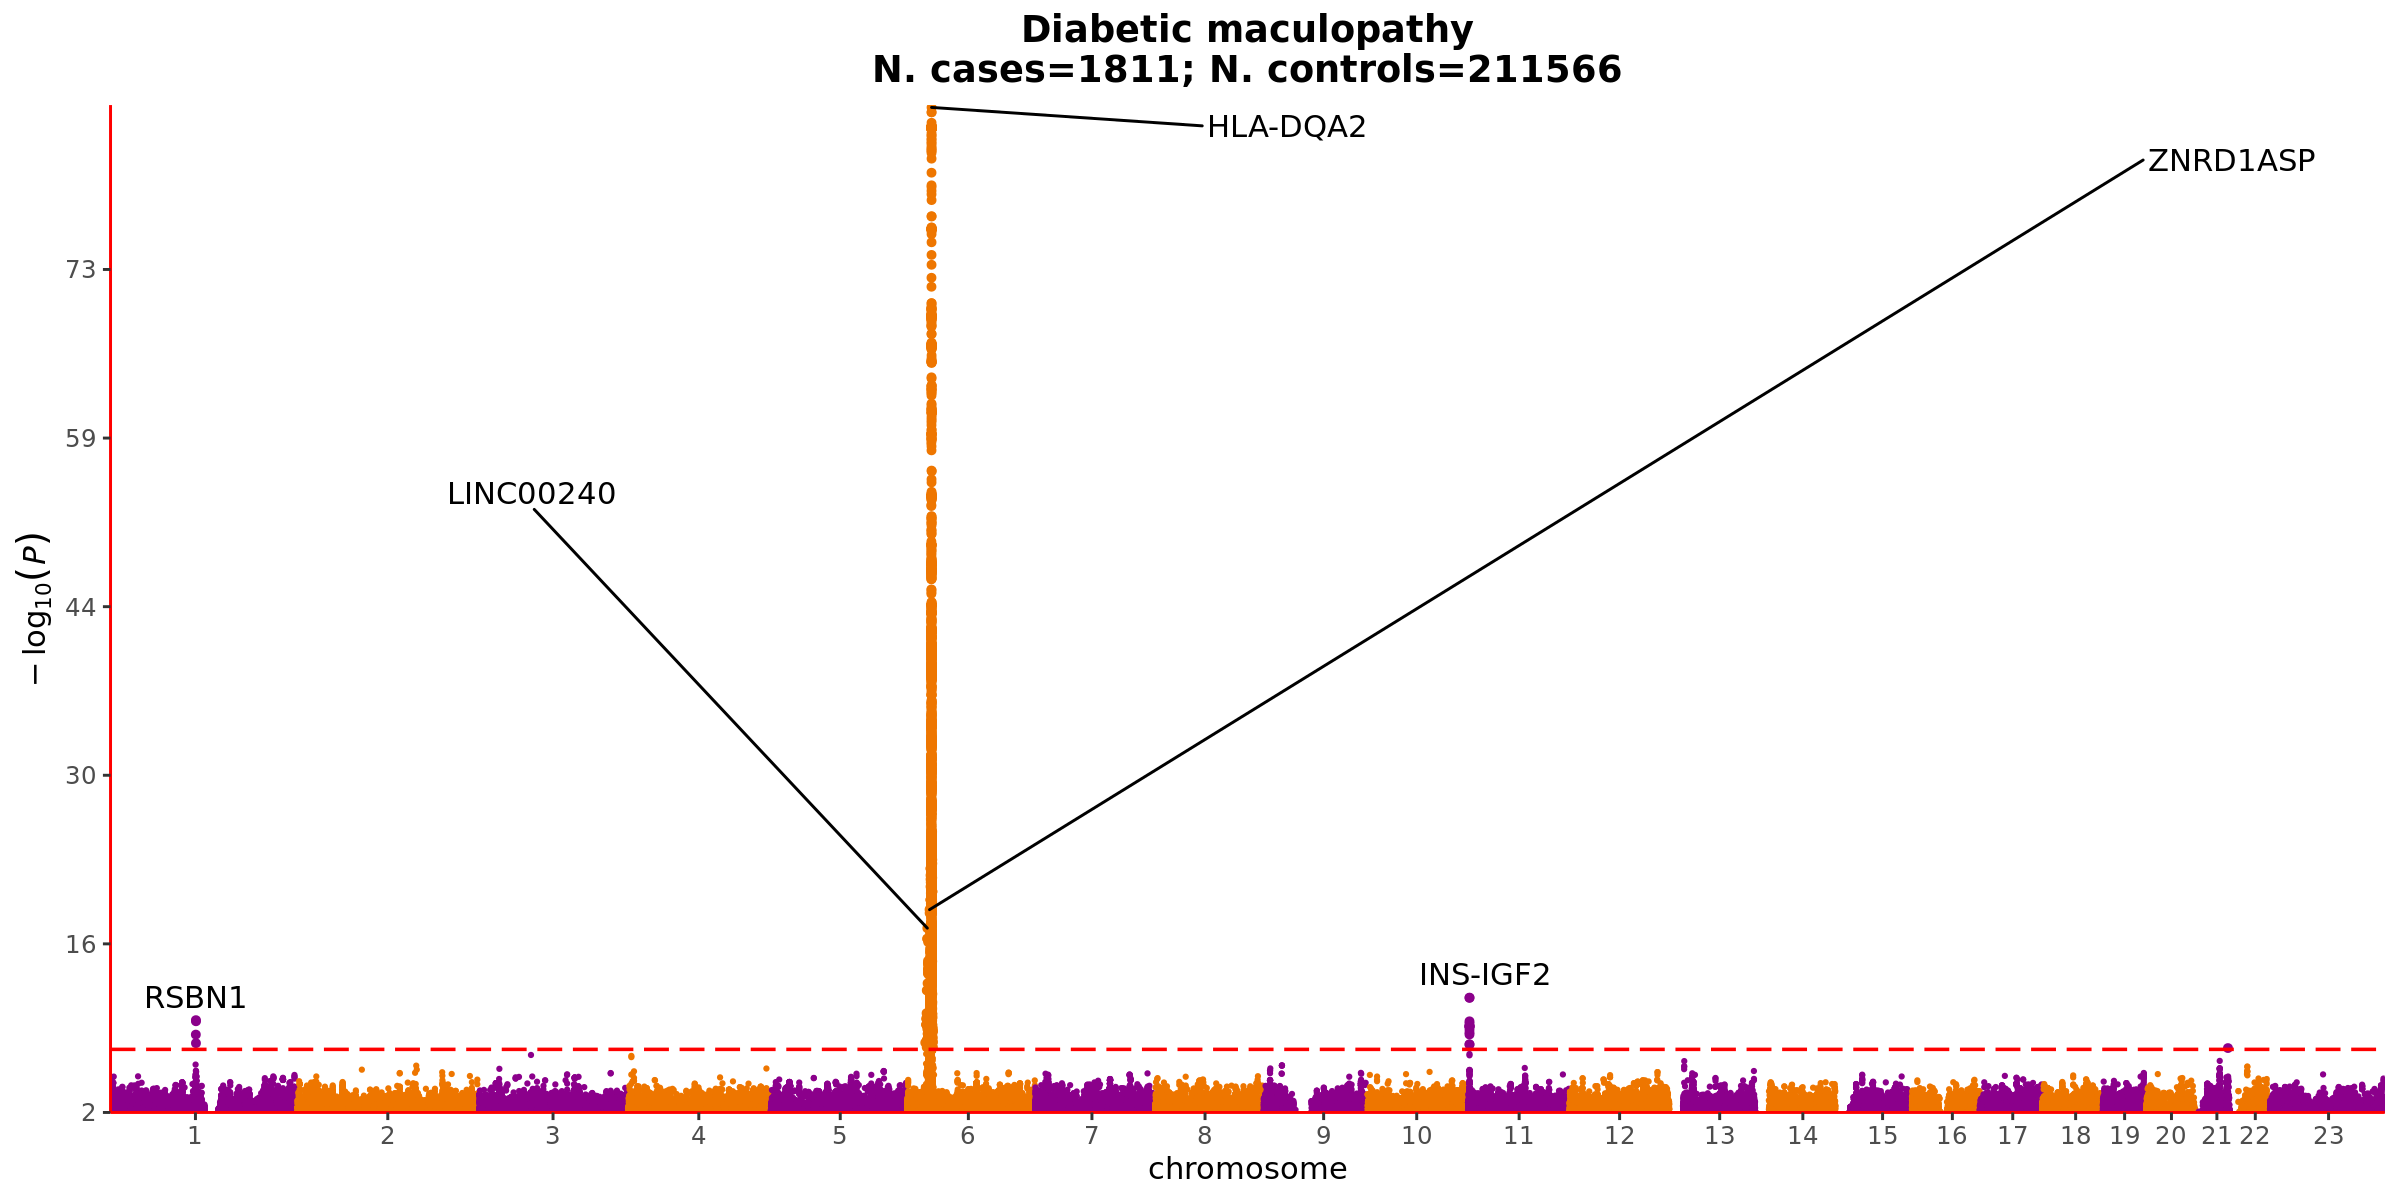 Diabetic maculopathy
N. cases=1811; N. controls=211566
HLA-DQA2
ZNRD1ASP
LINC00240
RSBN1
INS-IGF2
− log10(P)
73
59
44
30
16
2
1 2 3 4 5 6 7 8 9 10 11 12 13 14 15 16 17 18 19 20 21 22 23
chromosome